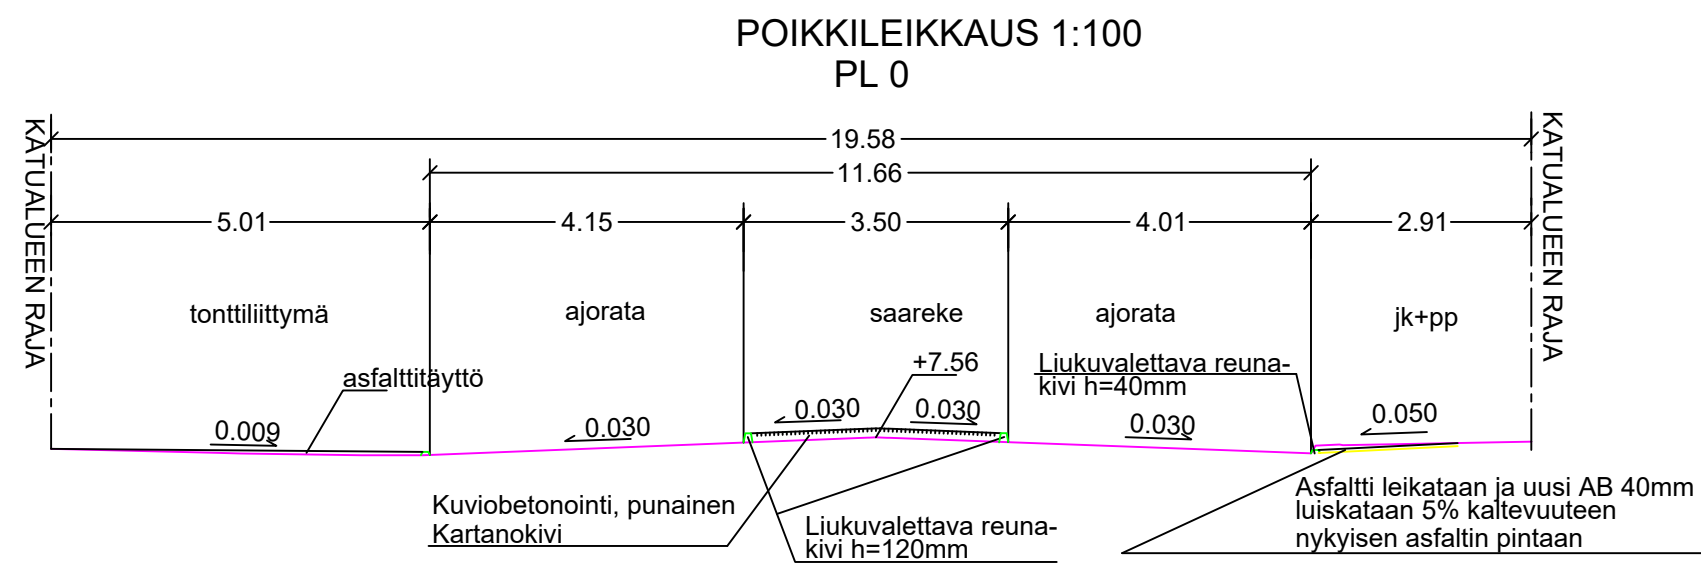 POIKKILEIKKAUS 1:100
PL 0
KATUALUEEN RAJA
KATUALUEEN RAJA
19.58
11.66
5.01
4.15
3.50
4.01
2.91
tonttiliittymä
ajorata
saareke
ajorata
jk+pp
asfalttitäyttö
+7.56
Liukuvalettava reuna-
kivi h=40mm
0.009
0.030
0.030
0.030
0.030
0.050
Kuviobetonointi, punainen
Kartanokivi
Liukuvalettava reuna-
kivi h=120mm
Asfaltti leikataan ja uusi AB 40mm
luiskataan 5% kaltevuuteen
nykyisen asfaltin pintaan